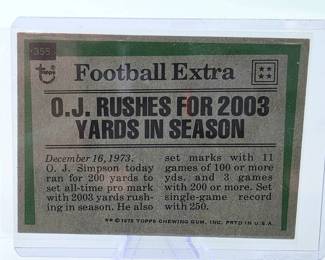 355
Topps
Football Extra
O.J. RUSHES FOR 2003
YARDS IN SEASON
December 16, 1973.
O. J. Simpson today
ran for 200 yards to
set all-time pro mark
with 2003 yards rush-
ing in season. He also
set marks with 11
games of 100 or more
yds. and 3 games
with 200 or more. Set
single-game record
with 250.
** © 1975 TOPPS CHEWING GUM, INC. PRTD IN U.S.A.